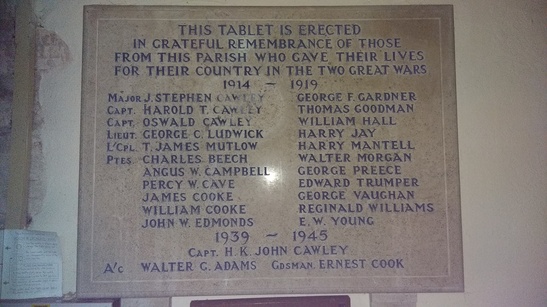 THIS TABLET IS ERECTED
IN GRATEFUL REMEMBRANCE OF THOSE
FROM THIS PARISH WHO GAVE THEIR LIVES
FOR THEIR COUNTRY IN THE TWO GREAT WARS
1914 ~ 1919
MAJOR J. STEPHEN CAWLEY GEORGE F. GARDNER
CAPT. HAROLD T. CAWLEY THOMAS GOODMAN
CAPT. OSWALD CAWLEY WILLIAM HALL
LIEUT. GEORGE C. LUDWICK HARRY JAY
L'CPL. T. JAMES MUTLOW HARRY MANTELL
PTES CHARLES BEECH WALTER MORGAN
ANGUS W. CAMPBELL GEORGE PREECE
PERCY W. CAVE EDWARD TRUMPER
JAMES COOKE GEORGE VAUGHAN
WILLIAM COOKE REGINALD WILLIAMS
JOHN W. EDMONDS E. W. YOUNG
1939 ~ 1945
CAPT. H. K. JOHN CAWLEY
A/C WALTER G. ADAMS GDSMAN. ERNEST COOK